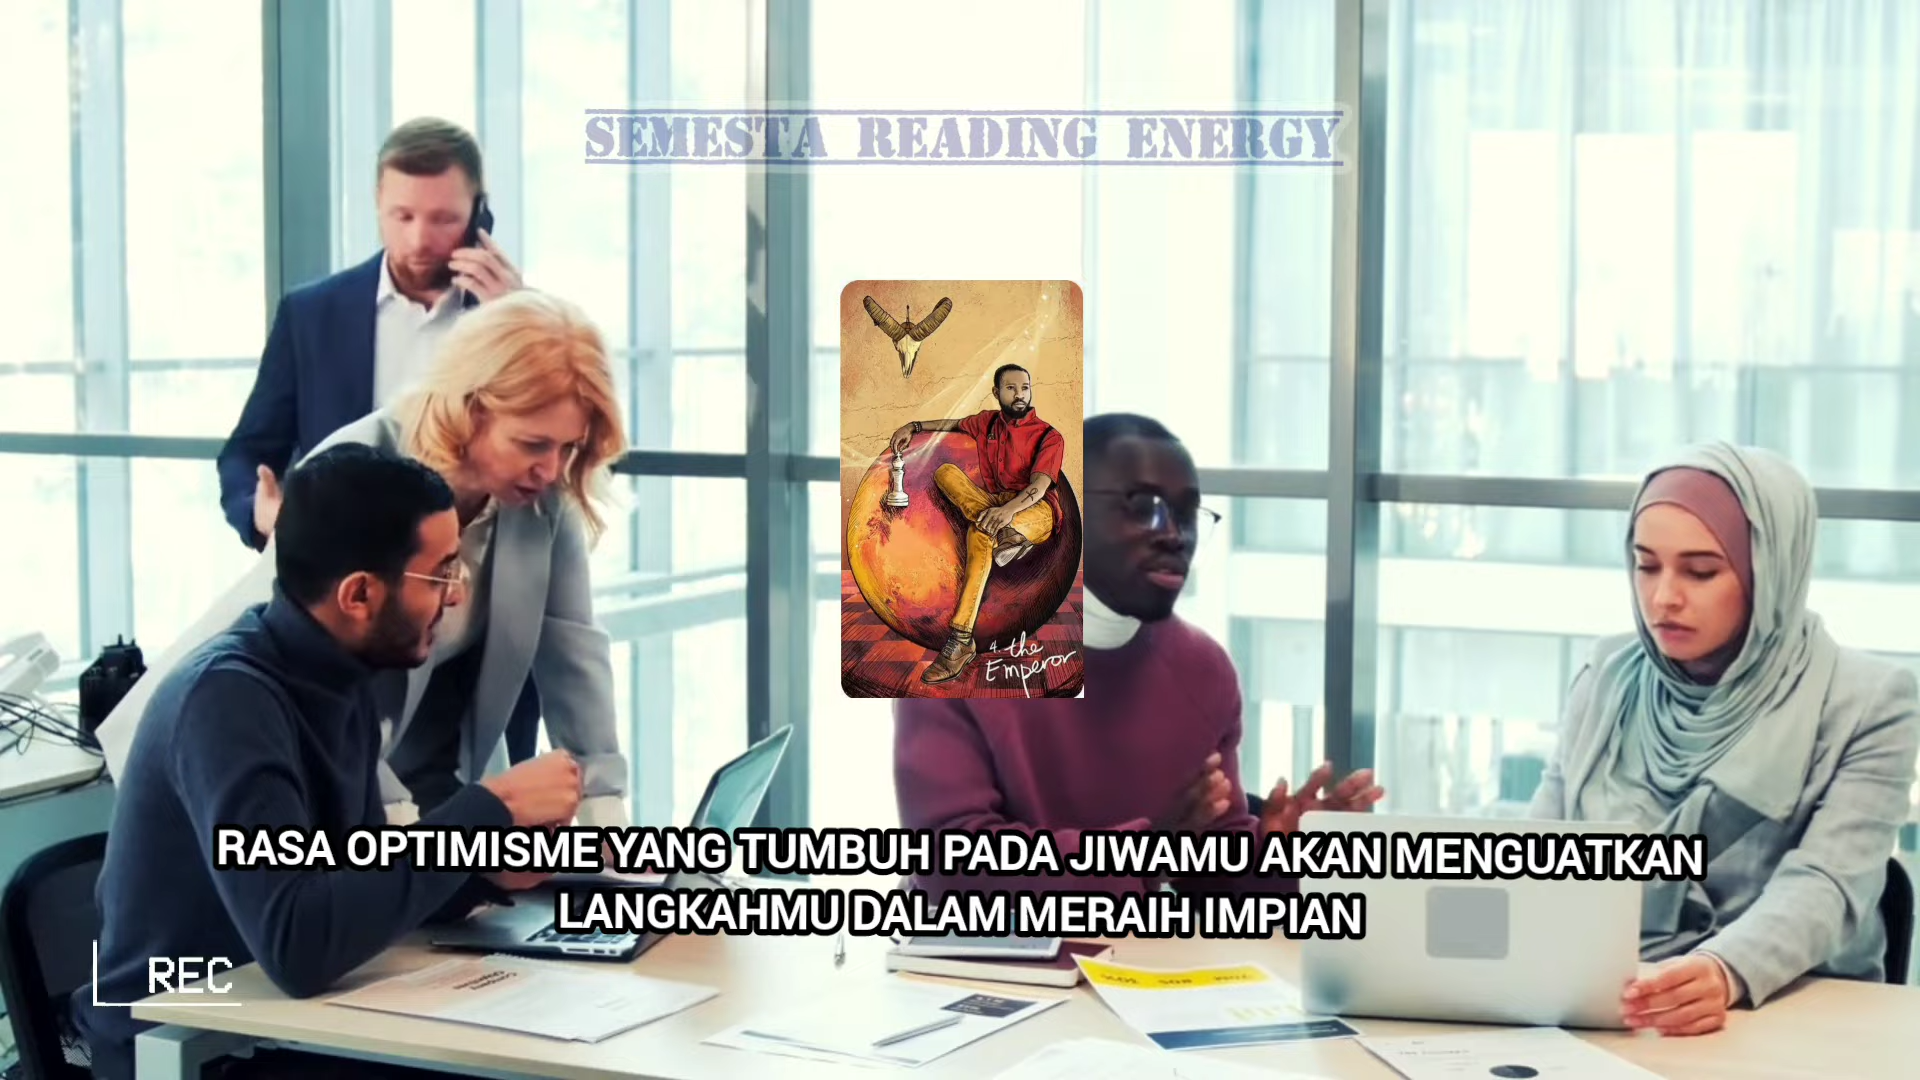 SEMESTA READING ENERGY
4. the
Emperor
RASA OPTIMISME YANG TUMBUH PADA JIWAMU AKAN MENGUATKAN
LANGKAHMU DALAM MERAIH IMPIAN
REC